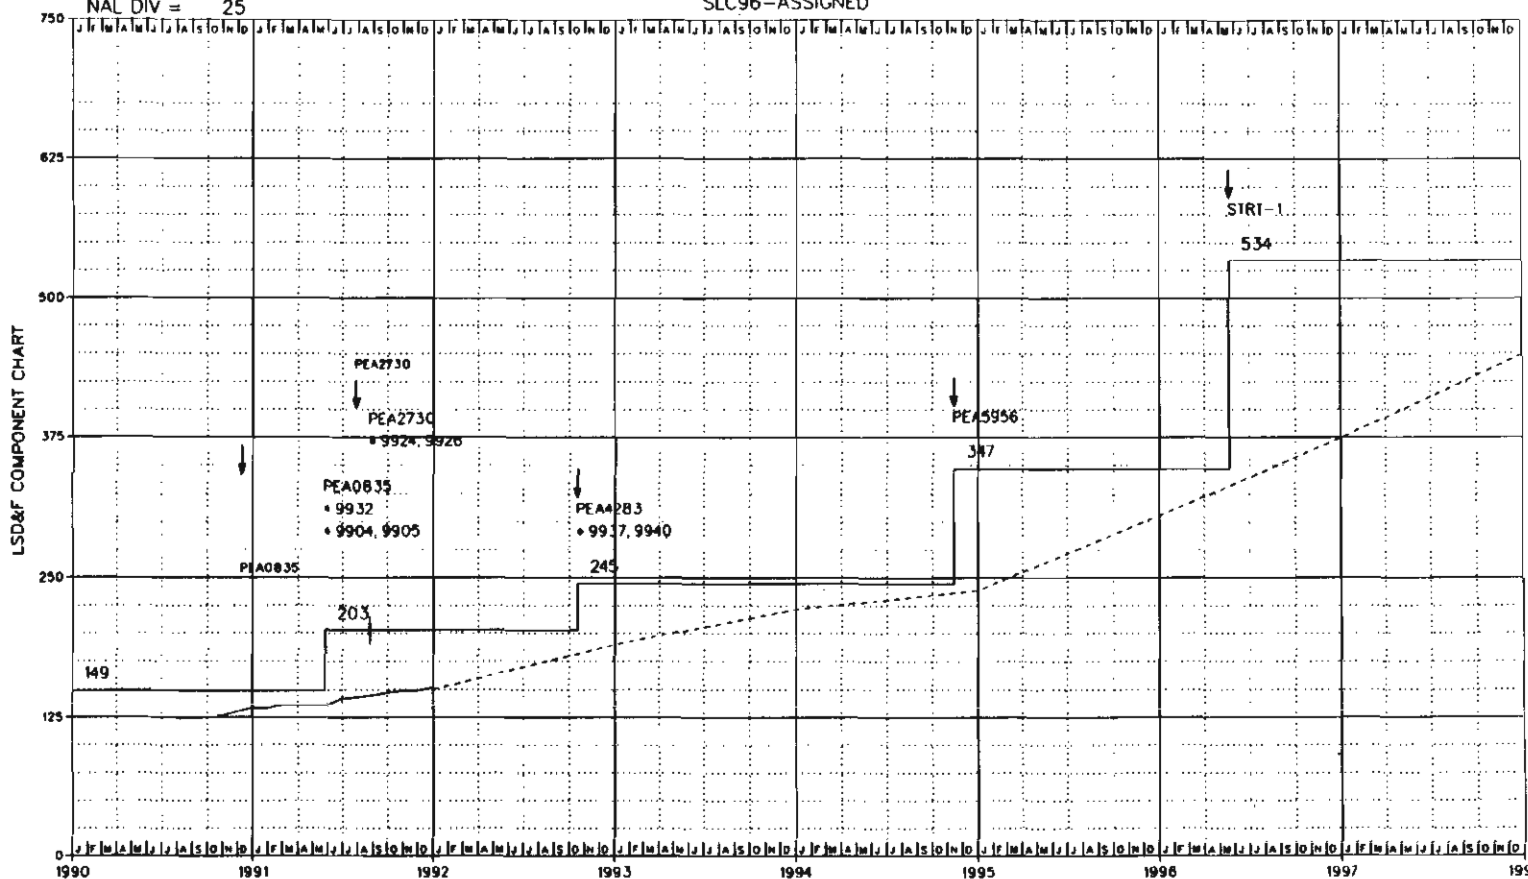 NAL DIV = 25
SLC96-ASSIGNED
750
J F M A M J J A S O N D J F M A M J J A S O N D J F M A M J J A S O N D J F M A M J J A S O N D J F M A M J J A S O N D J F M A M J J A S O N D J F M A M J J A S O N D J F M A M J J A S O N D
625
STRT-1
534
500
LSD&F COMPONENT CHART
PEA2730
PEA2730
* 9924, 9926
PEA5956
375
347
PEA0835
* 9932
* 9904, 9905
PEA4283
* 9937, 9940
PEA0835
250
245
203
149
125
0
J F M A M J J A S O N D J F M A M J J A S O N D J F M A M J J A S O N D J F M A M J J A S O N D J F M A M J J A S O N D J F M A M J J A S O N D J F M A M J J A S O N D J F M A M J J A S O N D
1990 1991 1992 1993 1994 1995 1996 1997 199